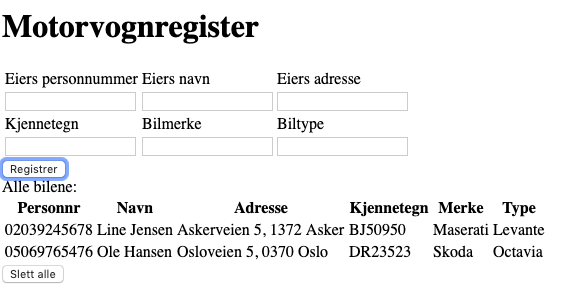 Motorvognregister
Eiers personnummer Eiers navn Eiers adresse
Kjennetegn Bilmerke Biltype
Registrer
Alle bilene:
Personnr Navn Adresse Kjennetegn Merke Type
02039245678 Line Jensen Askerveien 5, 1372 Asker BJ50950 Maserati Levante
05069765476 Ole Hansen Osloveien 5, 0370 Oslo DR23523 Skoda Octavia
Slett alle